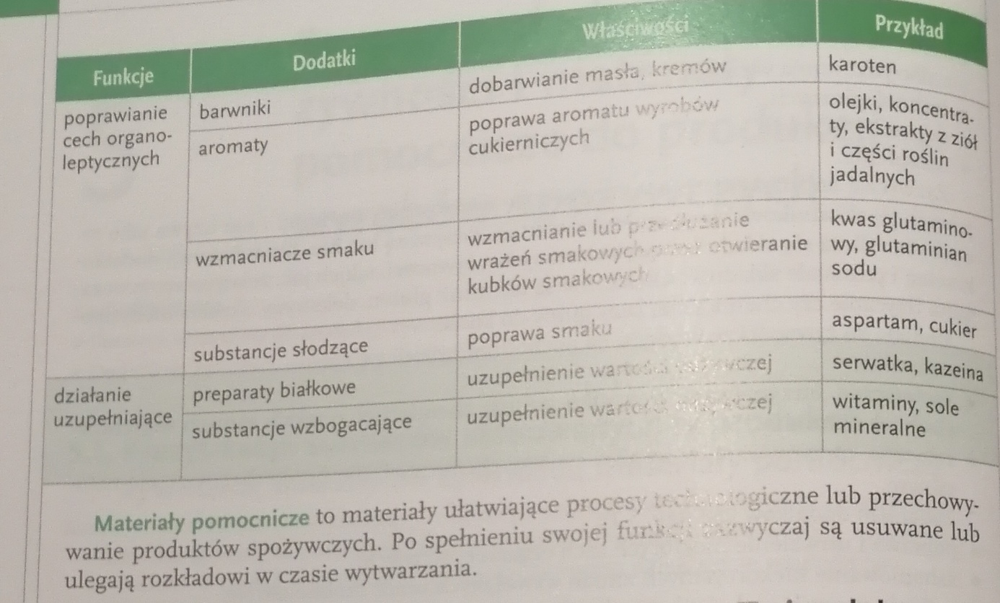 Funkcje Dodatki Właściwości Przykład
poprawianie
cech organo-
leptycznych
barwniki dobarwianie masła, kremów karoten
aromaty
poprawa aromatu wyrobów
cukierniczych
olejki, koncentra-
ty, ekstrakty z ziół
i części roślin
jadalnych
wzmacniacze smaku
wzmacnianie lub
wrażeń smakowych otwieranie
kubków smakowych
kwas glutamino-
wy, glutaminian
sodu
substancje słodzące poprawa smaku aspartam, cukier
działanie
uzupełniające
preparaty białkowe uzupełnienie wartości odżywczej serwatka, kazeina
substancje wzbogacające uzupełnienie wartości odżywczej
witaminy, sole
mineralne
Materiały pomocnicze to materiały ułatwiające procesy technologiczne lub przechowy-
wanie produktów spożywczych. Po spełnieniu swojej funkcji zazwyczaj są usuwane lub
ulegają rozkładowi w czasie wytwarzania.